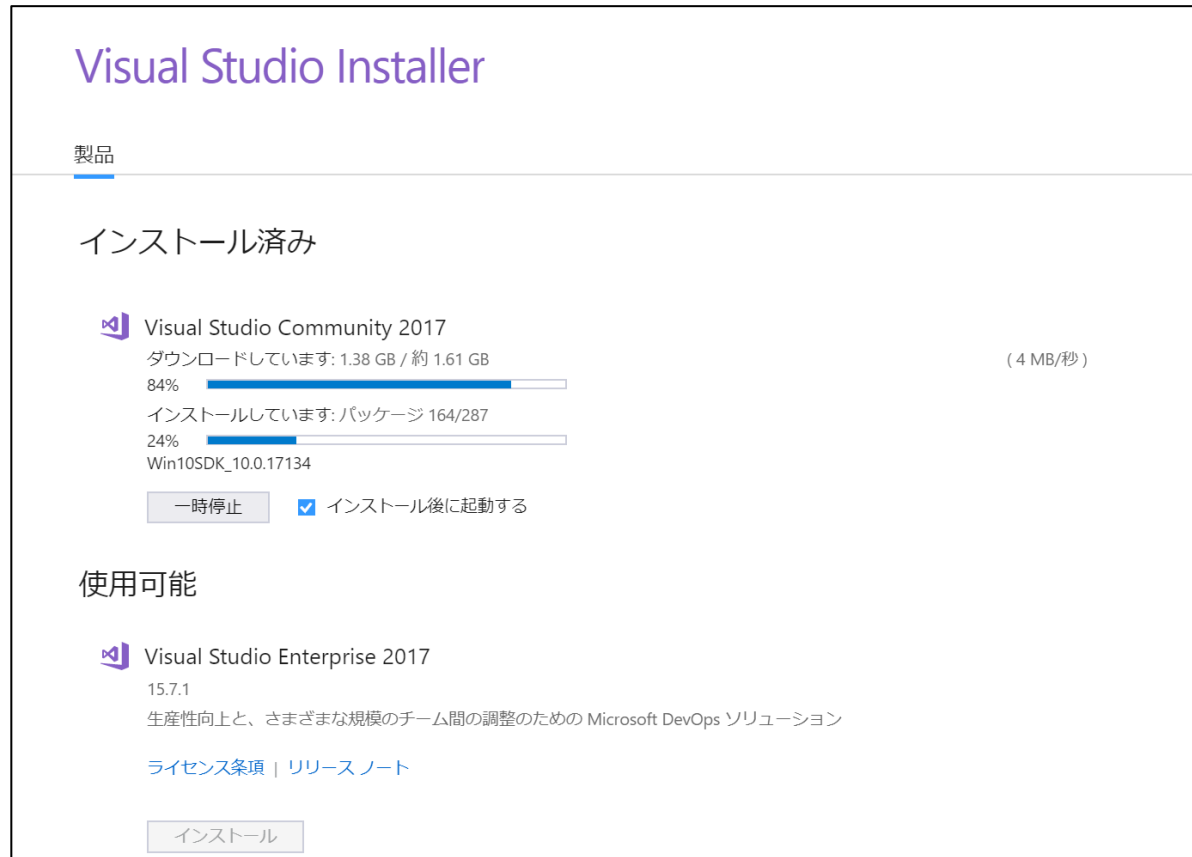 Visual Studio Installer
製品
インストール済み
Visual Studio Community 2017
ダウンロードしています: 1.38 GB / 約 1.61 GB ( 4 MB/秒 )
84%
インストールしています: パッケージ 164/287
24%
Win10SDK_10.0.17134
一時停止 インストール後に起動する
使用可能
Visual Studio Enterprise 2017
15.7.1
生産性向上と、さまざまな規模のチーム間の調整のための Microsoft DevOps ソリューション
ライセンス条項 | リリース ノート
インストール